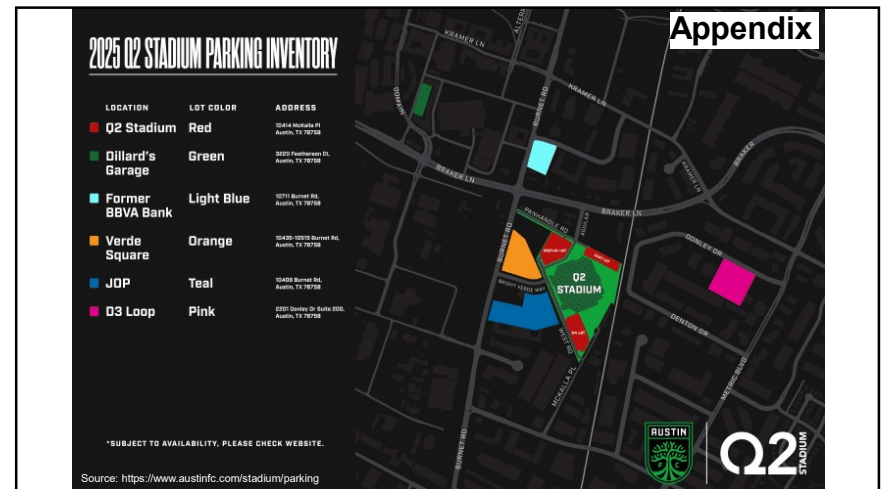 Appendix
2025 Q2 STADIUM PARKING INVENTORY
LOCATION LOT COLOR ADDRESS
Q2 Stadium Red 10414 McKalla Pl
Austin, TX 78758
Dillard's Green 3220 Feathergrass Ct,
Garage Austin, TX 78758
Former Light Blue 10711 Burnet Rd,
BBVA Bank Austin, TX 78758
Verde Orange 10435-10515 Burnet Rd,
Square Austin, TX 78758
JOP Teal 10409 Burnet Rd,
Austin, TX 78758
D3 Loop Pink 2201 Donley Dr Suite 200,
Austin, TX 78758
*SUBJECT TO AVAILABILITY, PLEASE CHECK WEBSITE.
Source: https://www.austinfc.com/stadium/parking
KRAMER LN
DOMAIN
BURNET RD
KRAMER LN
BRAKER LN
KRAMER LN
BRAKER
BRAKER LN
PANHANDLE RD
AGUILAR
BURNET RD
DONLEY DR
BRIGHT VERDE WAY
Q2
STADIUM
WEST RD
DENTON DR
MCKALLA PL
METRIC BLVD
BURNET RD
AUSTIN
FC
Q2
STADIUM